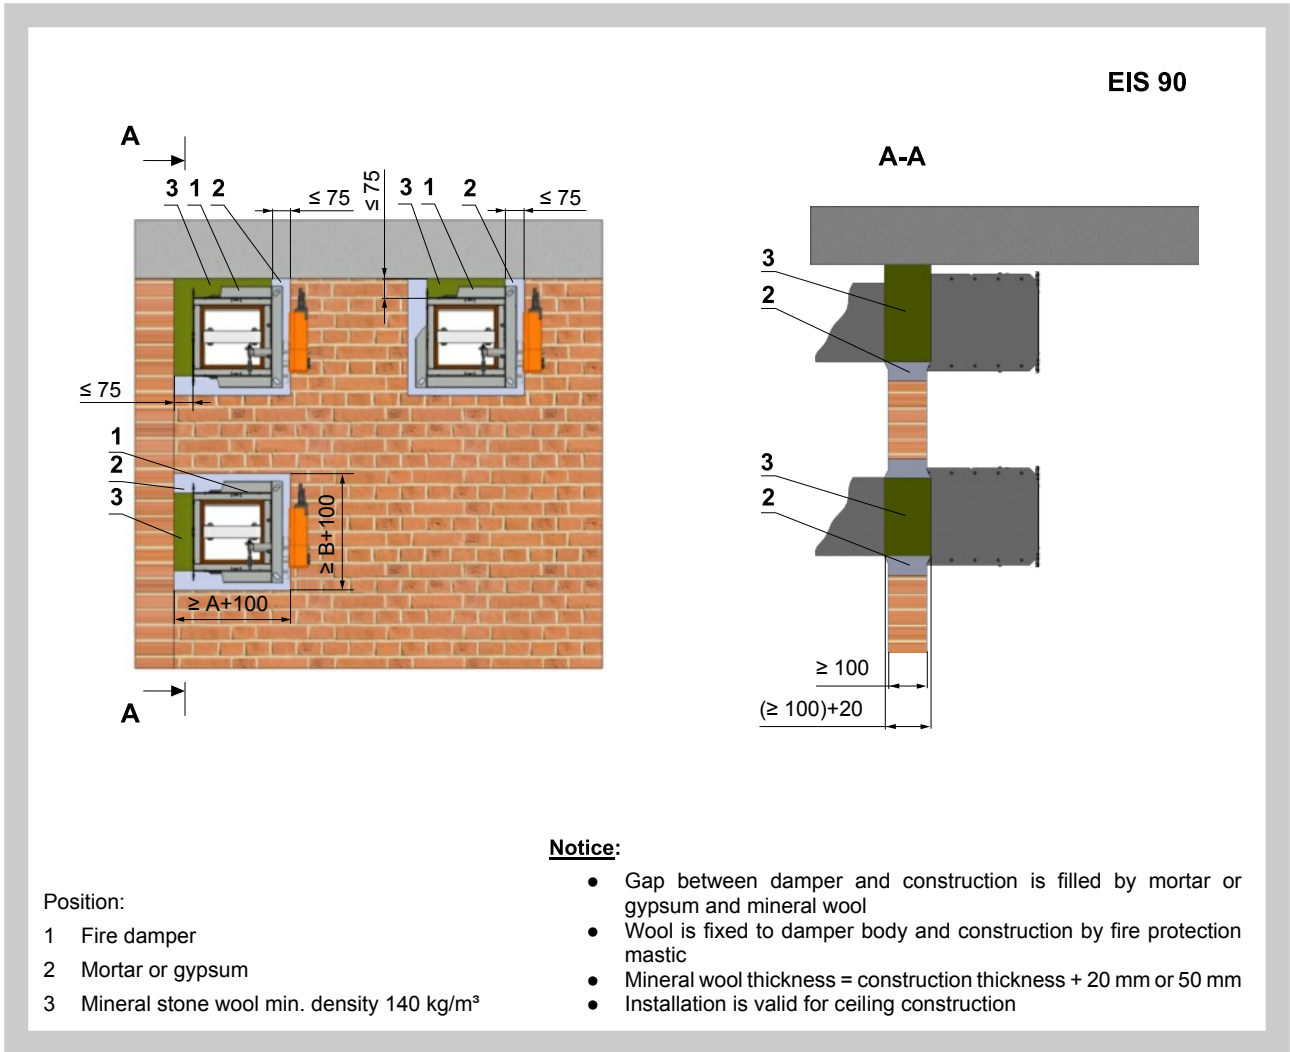 EIS 90
A
A-A
3 1 2
≤ 75
≤ 75
3 1
2
≤ 75
≤ 75
1
2
3
≥ B+100
≥ A+100
A
3
2
3
2
≥ 100
(≥ 100)+20
Position:
1 Fire damper
2 Mortar or gypsum
3 Mineral stone wool min. density 140 kg/m³
Notice:
● Gap between damper and construction is filled by mortar or
gypsum and mineral wool
● Wool is fixed to damper body and construction by fire protection
mastic
● Mineral wool thickness = construction thickness + 20 mm or 50 mm
● Installation is valid for ceiling construction